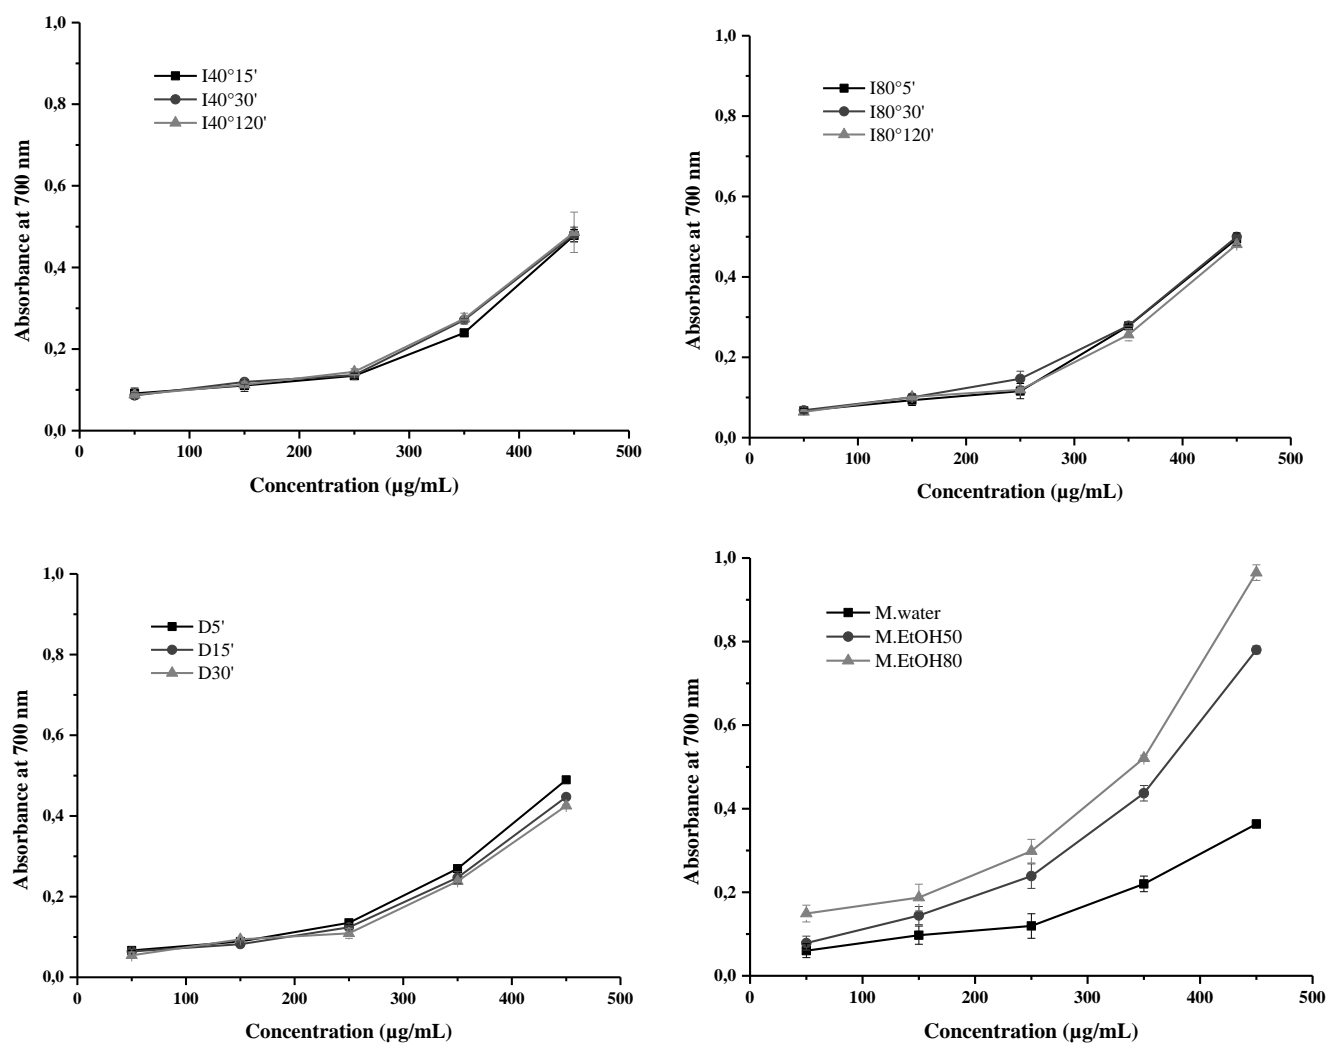 1,0
0,8
0,6
0,4
0,2
0,0
Absorbance at 700 nm
I40°15'
I40°30'
I40°120'
0 100 200 300 400 500
Concentration (µg/mL)
1,0
0,8
0,6
0,4
0,2
0,0
Absorbance at 700 nm
I80°5'
I80°30'
I80°120'
0 100 200 300 400 500
Concentration (µg/mL)
1,0
0,8
0,6
0,4
0,2
0,0
Absorbance at 700 nm
D5'
D15'
D30'
0 100 200 300 400 500
Concentration (µg/mL)
1,0
0,8
0,6
0,4
0,2
0,0
Absorbance at 700 nm
M.water
M.EtOH50
M.EtOH80
0 100 200 300 400 500
Concentration (µg/mL)